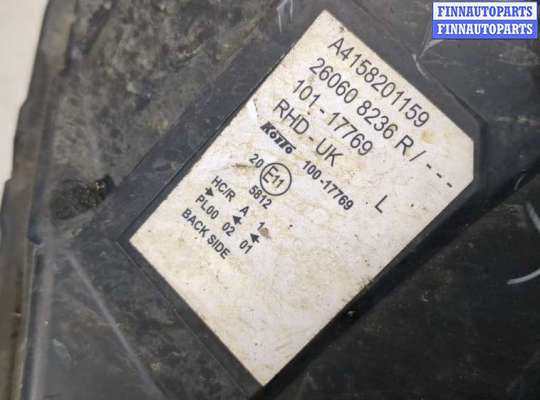 FINNAUTOPARTS
FINNAUTOPARTS
A4158201159
26060 8236 R / ---
101-17769
RHD - UK L
KOITO 100-17769
20 E11 5812
HC/R A 1
PL00 02 01
BACK SIDE